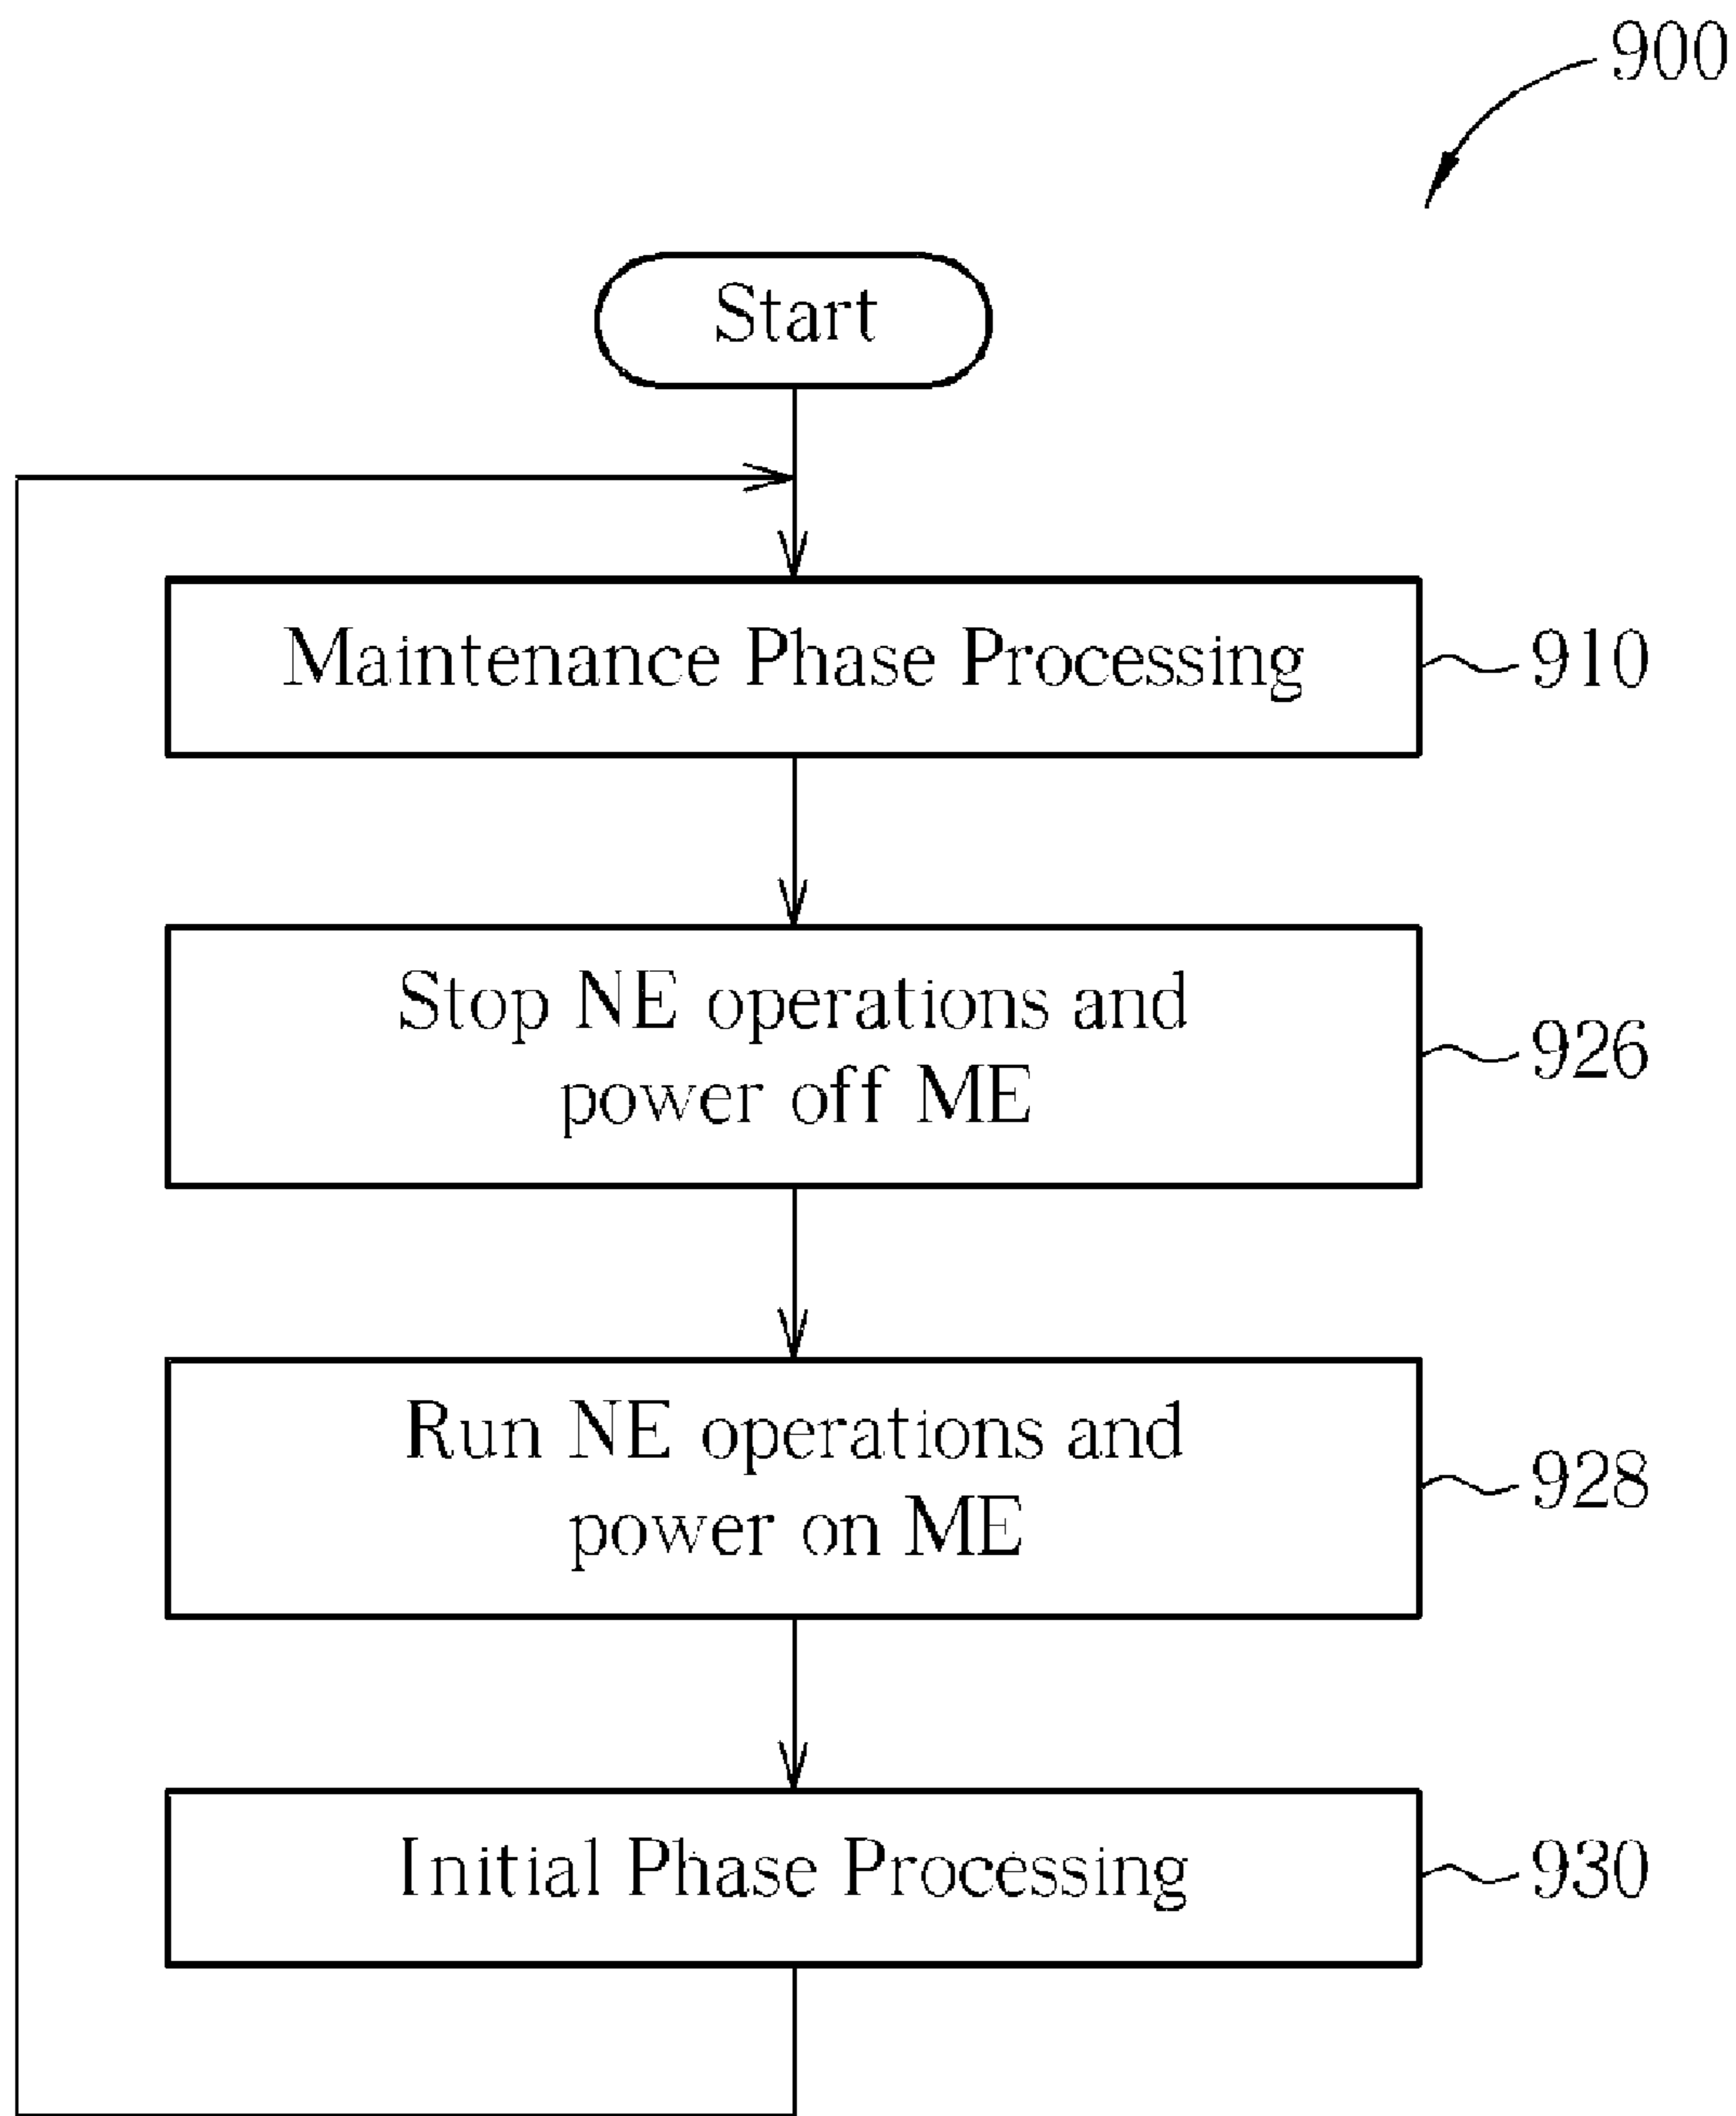 900
Start
Maintenance Phase Processing
910
Stop NE operations and
power off ME
926
Run NE operations and
power on ME
928
Initial Phase Processing
930